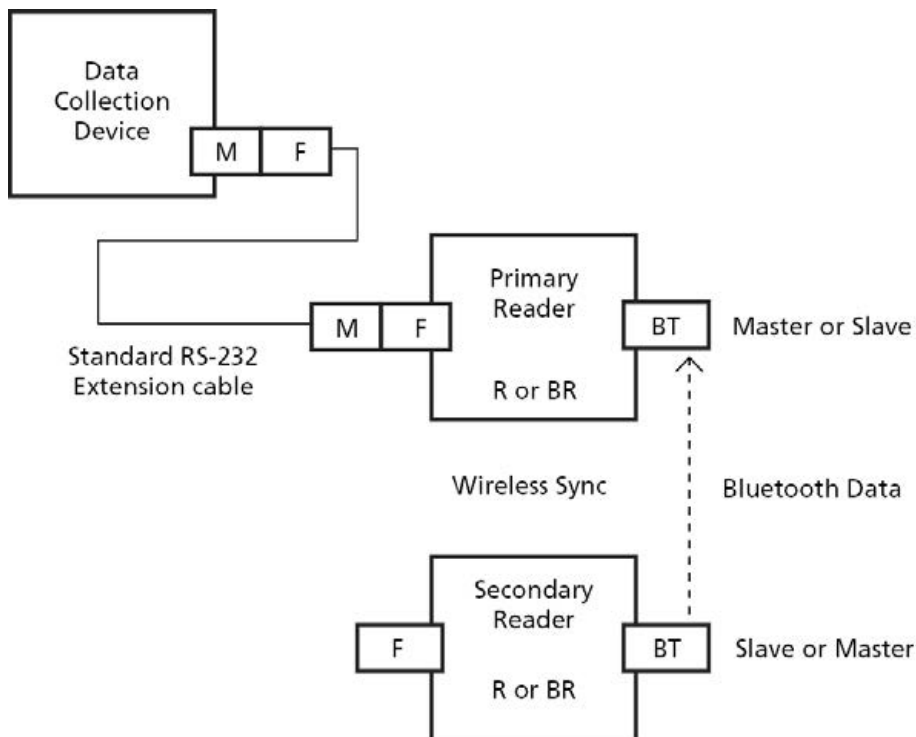 Data
Collection
Device
M F
Primary
Reader
M F
BT Master or Slave
Standard RS-232
Extension cable
R or BR
Wireless Sync
Bluetooth Data
Secondary
Reader
F
BT Slave or Master
R or BR